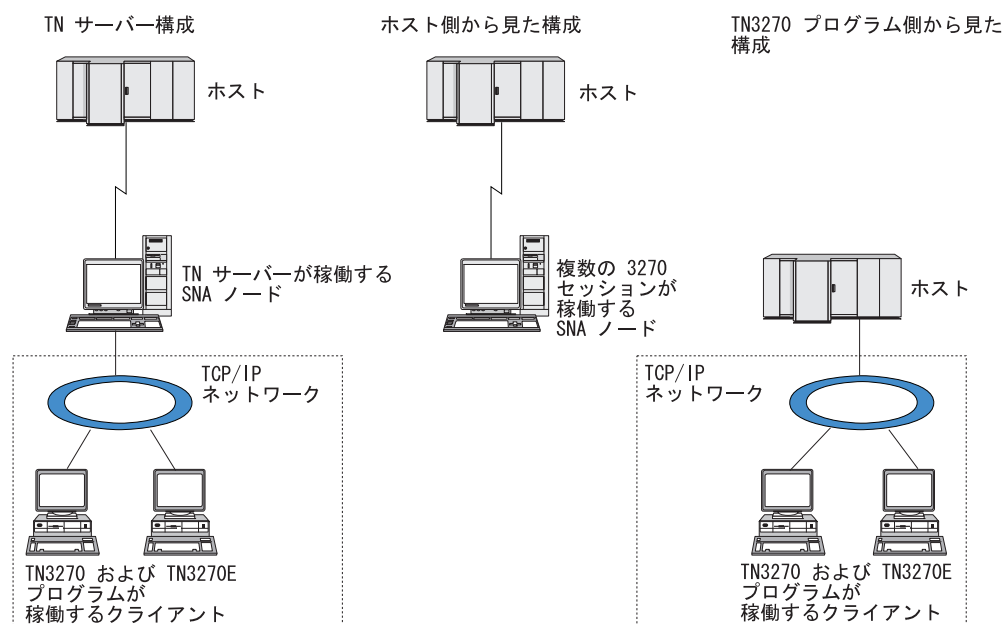 TN サーバー構成
ホスト
TN サーバーが稼働する
SNA ノード
TCP/IP
ネットワーク
TN3270 および TN3270E
プログラムが
稼働するクライアント
ホスト側から見た構成
ホスト
複数の 3270
セッションが
稼働する
SNA ノード
TN3270 プログラム側から見た
構成
ホスト
TCP/IP
ネットワーク
TN3270 および TN3270E
プログラムが
稼働するクライアント